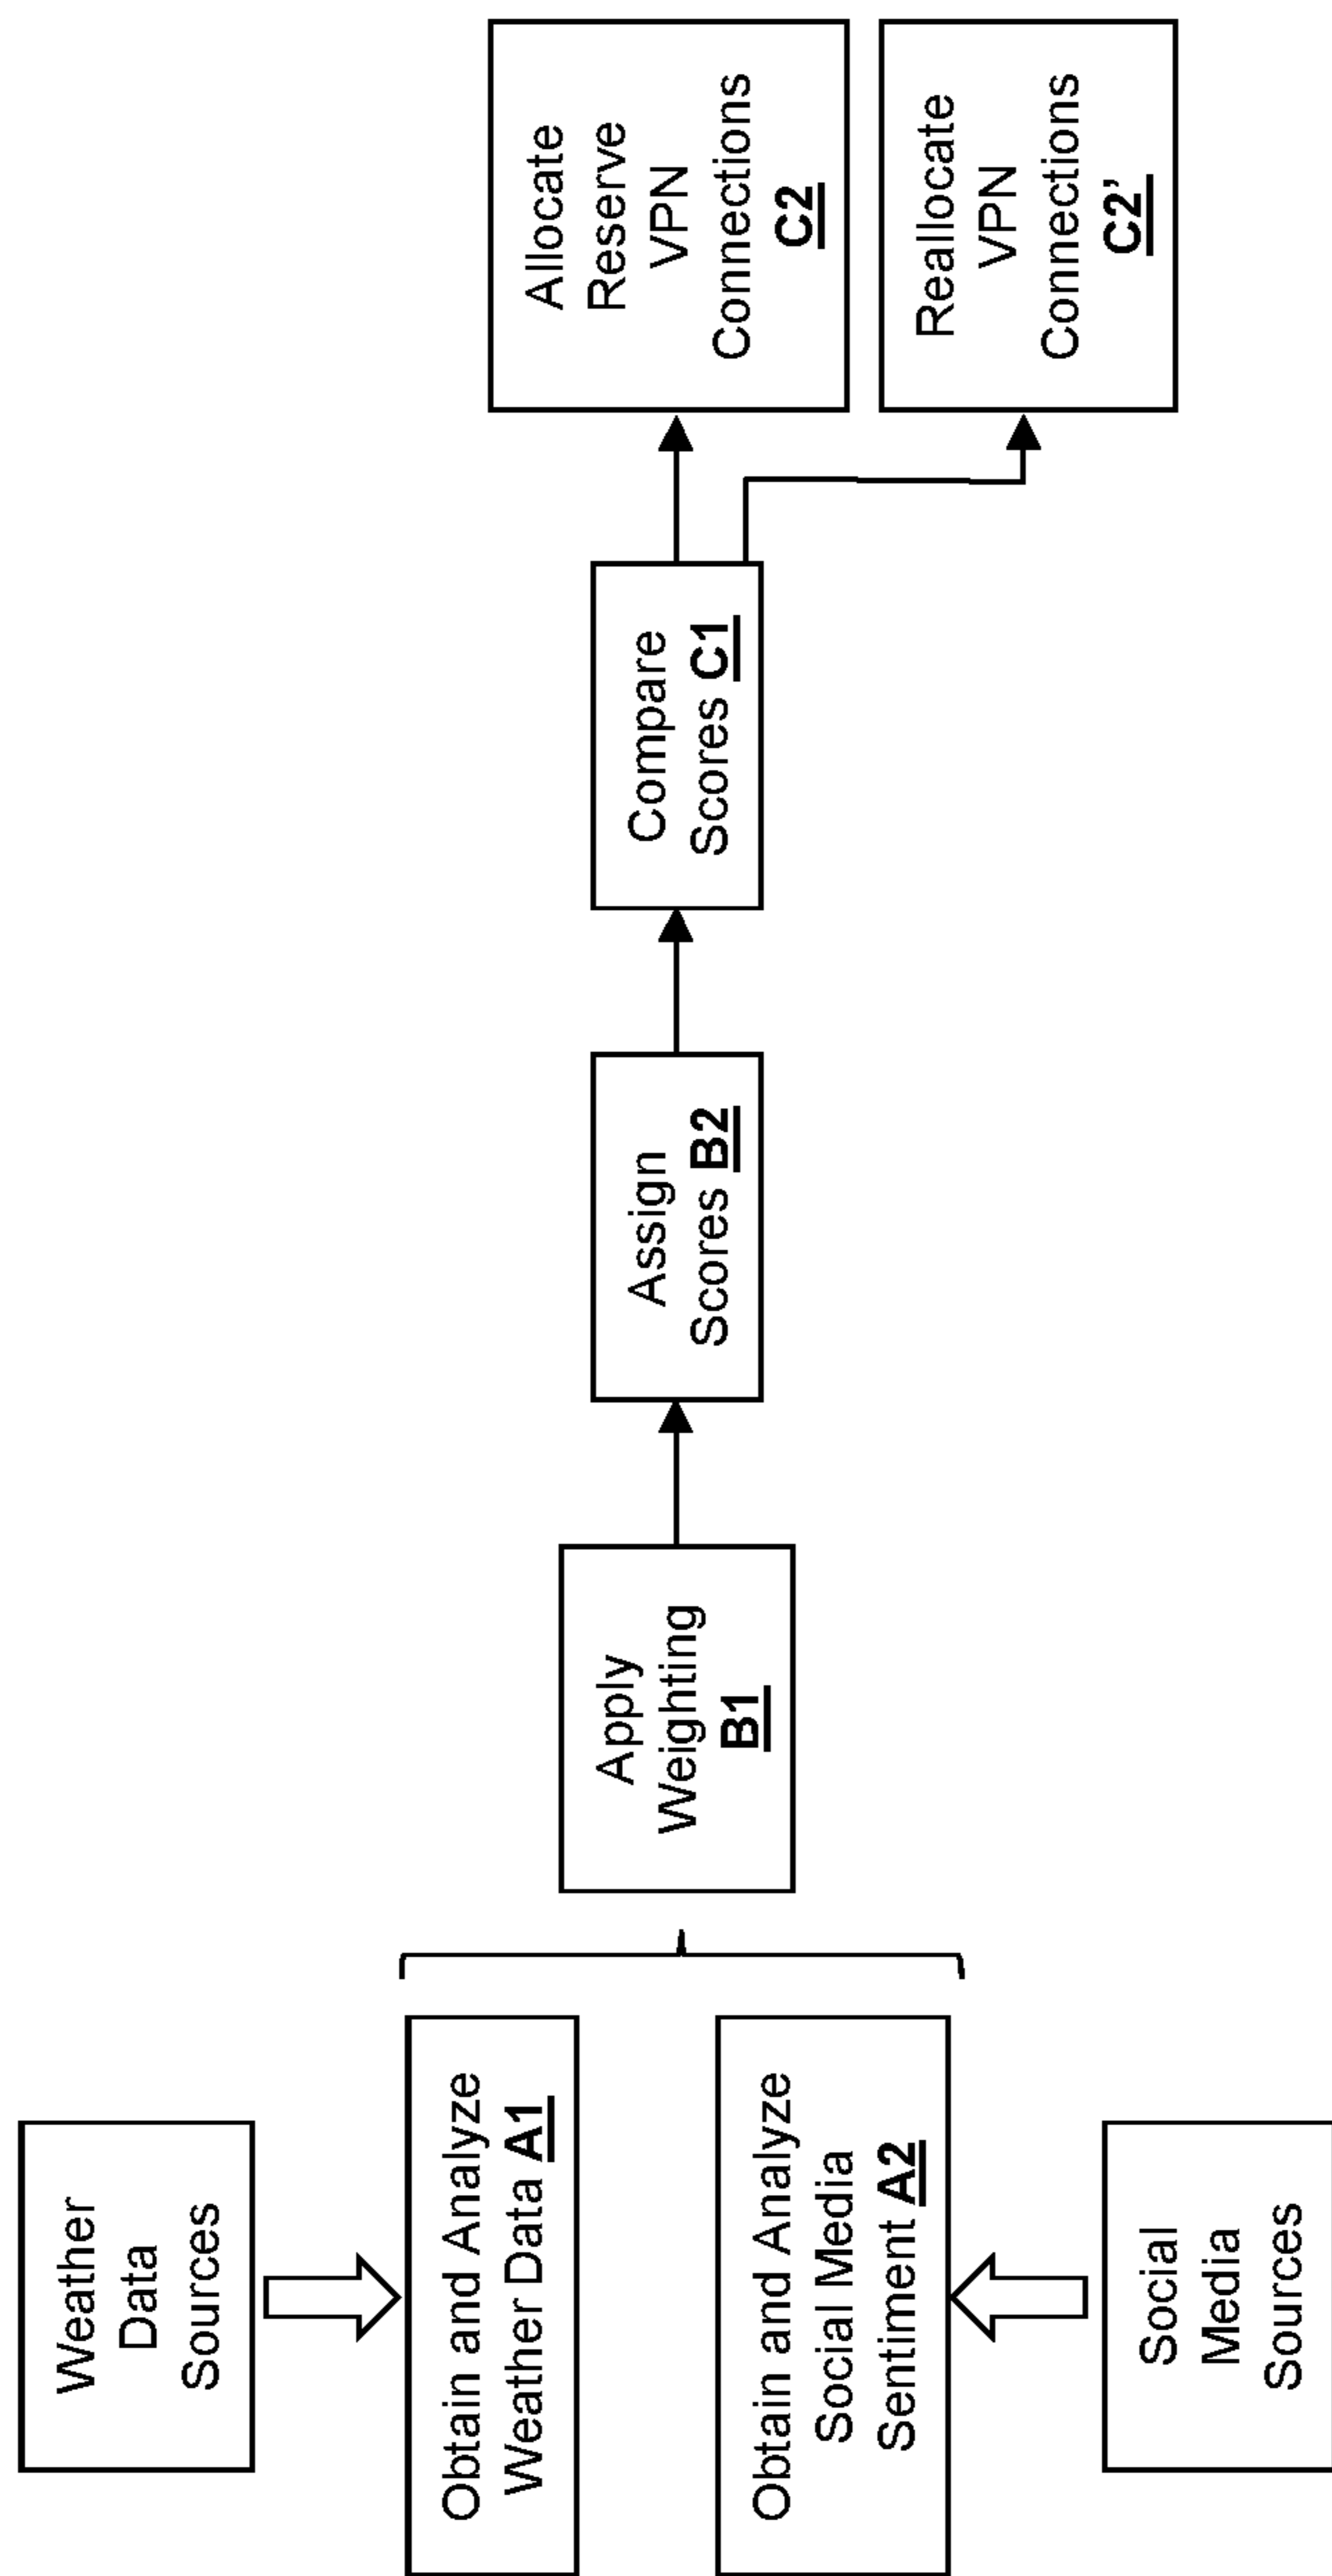 Weather
Data
Sources
Obtain and Analyze
Weather Data A1
Obtain and Analyze
Social Media
Sentiment A2
Social
Media
Sources
Apply
Weighting
B1
Assign
Scores B2
Compare
Scores C1
Allocate
Reserve
VPN
Connections
C2
Reallocate
VPN
Connections
C2’